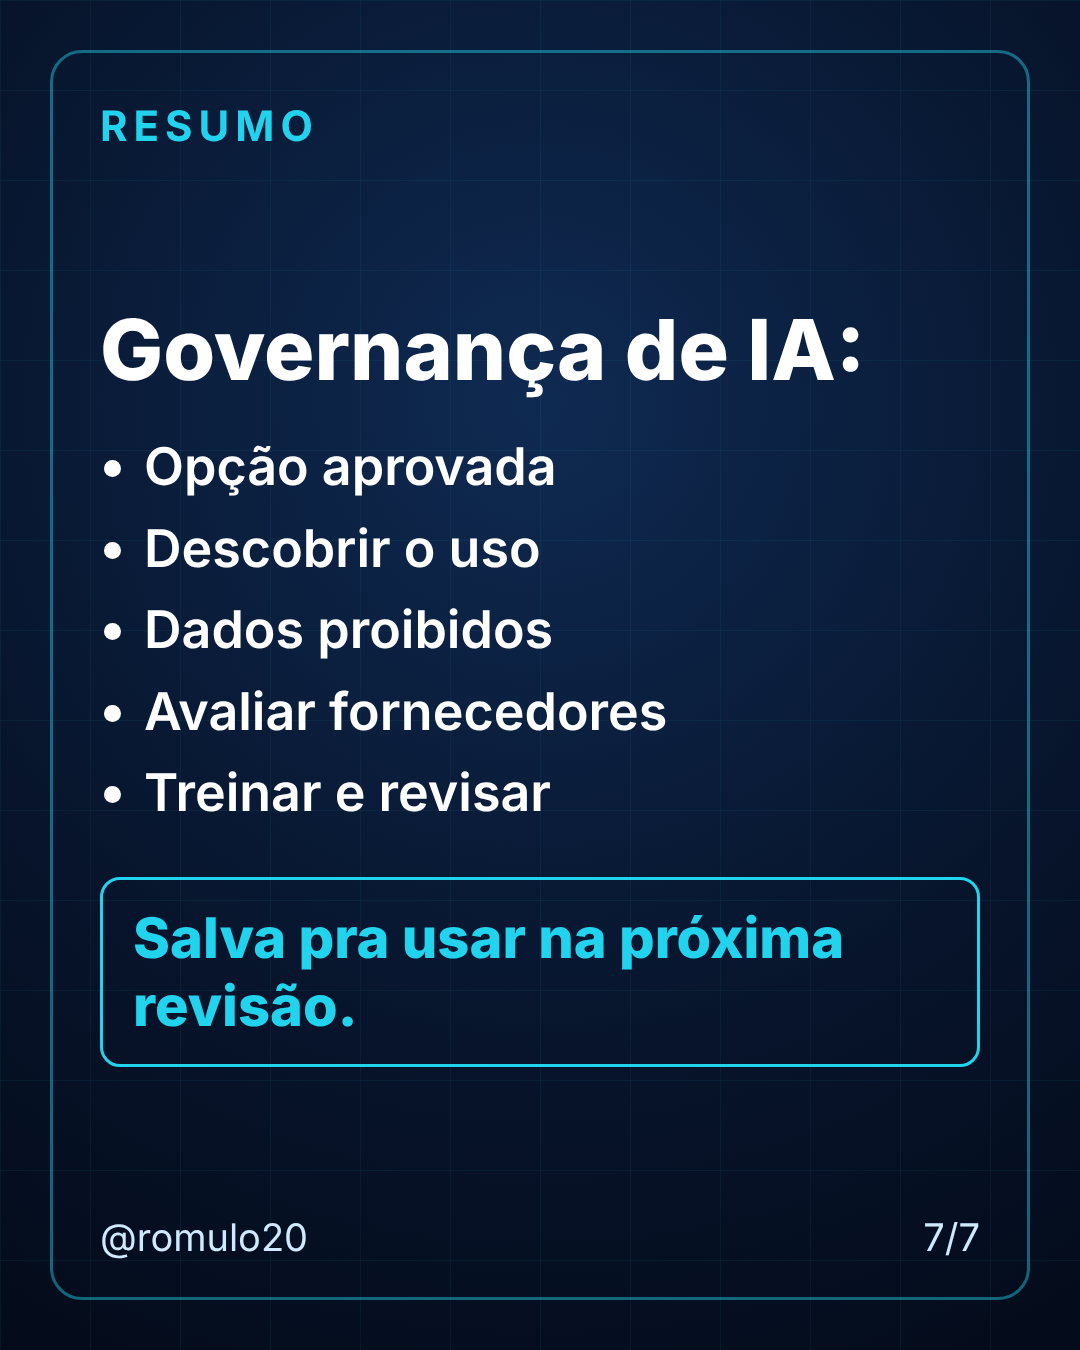 RESUMO
Governança de IA:
• Opção aprovada
• Descobrir o uso
• Dados proibidos
• Avaliar fornecedores
• Treinar e revisar
Salva pra usar na próxima
revisão.
@romulo20
7/7